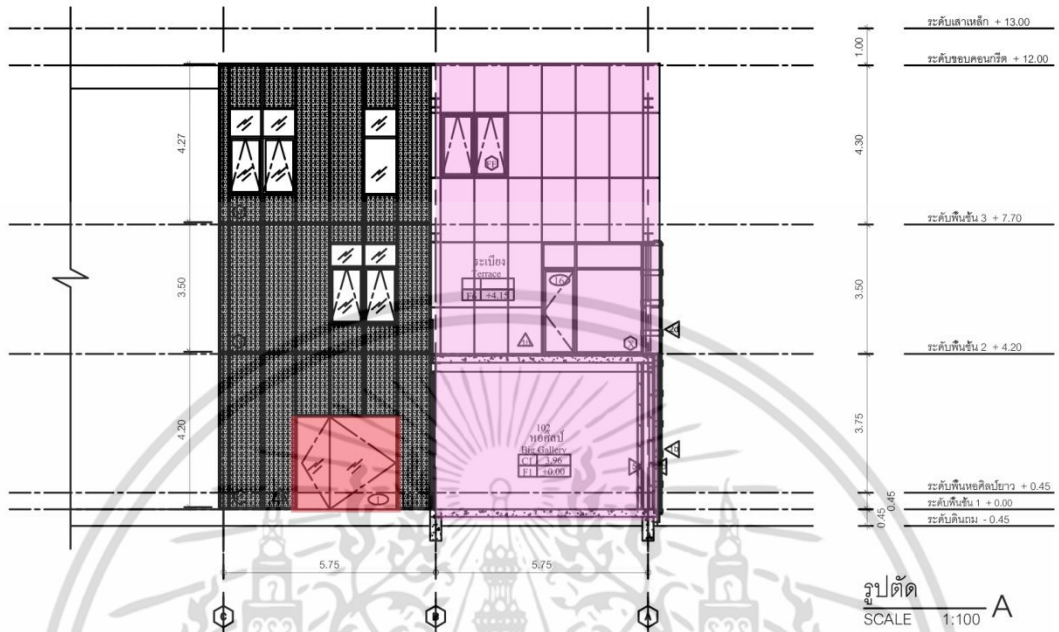 ระดับเสาเหล็ก + 13.00
1.00
ระดับขอบคอนกรีต + 12.00
4.27
4.30
FF
ระดับพื้นชั้น 3 + 7.70
ระเบียง
Terrace
+4.15
3.50
3.50
ระดับพื้นชั้น 2 + 4.20
102
หอศิลป์
Big Gallery
C1 3.96
F1 +0.00
4.20
3.75
1
ระดับพื้นหอศิลป์ยาว + 0.45
ระดับพื้นชั้น 1 + 0.00
ระดับดินถม - 0.45
0.45
0.45
5.75
5.75
C
B
A
รูปตัด A
SCALE 1:100